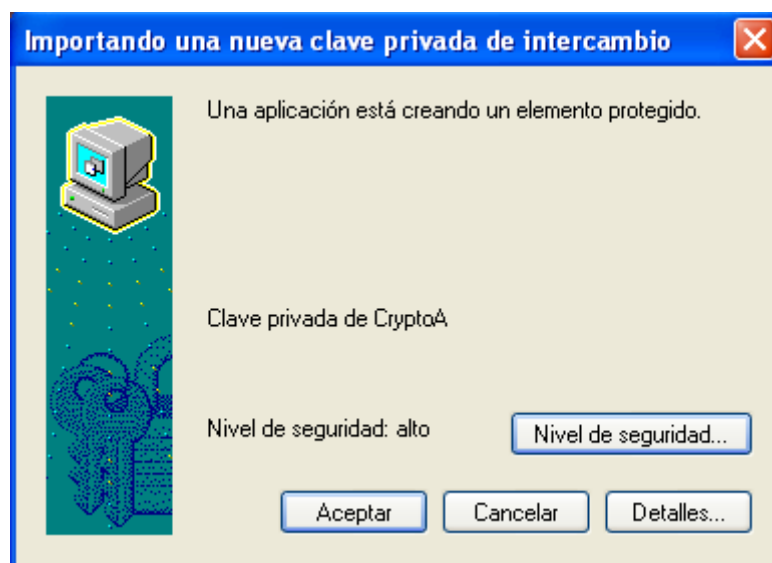 Importando una nueva clave privada de intercambio
Una aplicación está creando un elemento protegido.
Clave privada de CryptoA
Nivel de seguridad: alto
Nivel de seguridad...
Aceptar
Cancelar
Detalles...